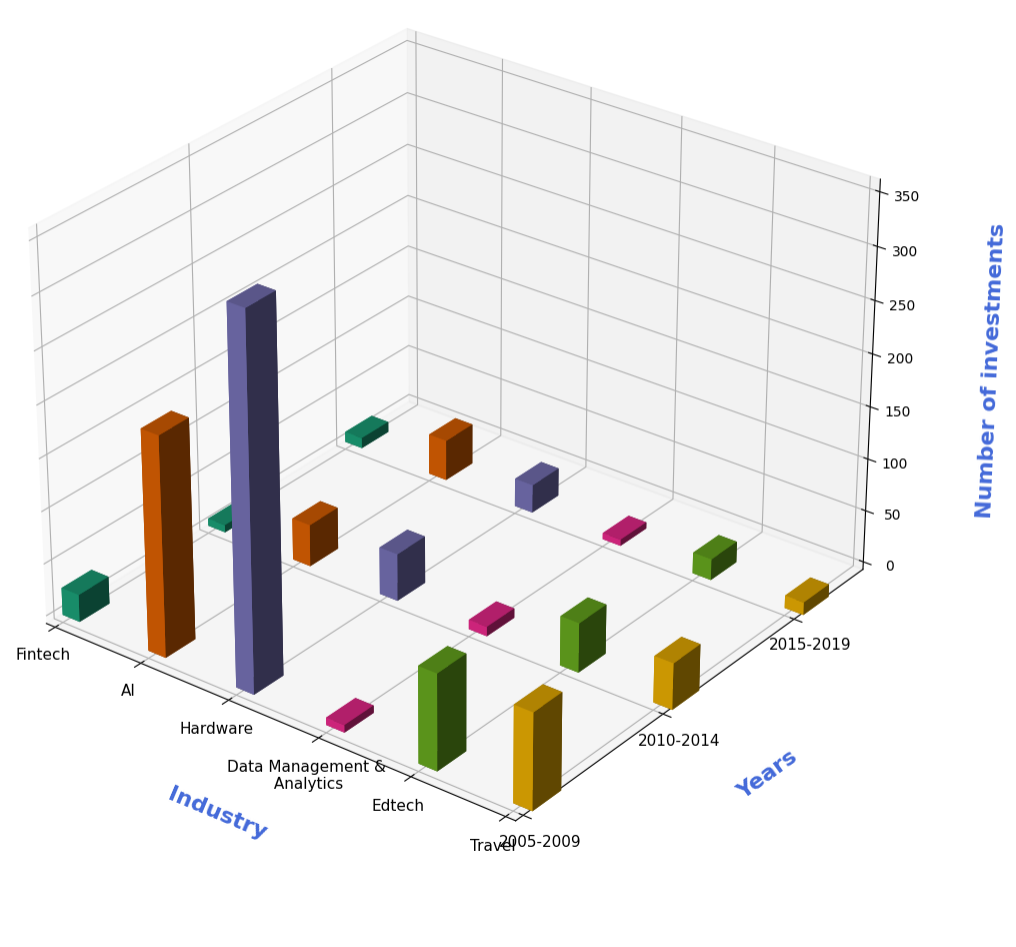 350
300
250
200
150
100
50
0
Number of investments
Fintech
AI
Hardware
Data Management &
Analytics
Edtech
Travel
Industry
2005-2009
2010-2014
2015-2019
Years